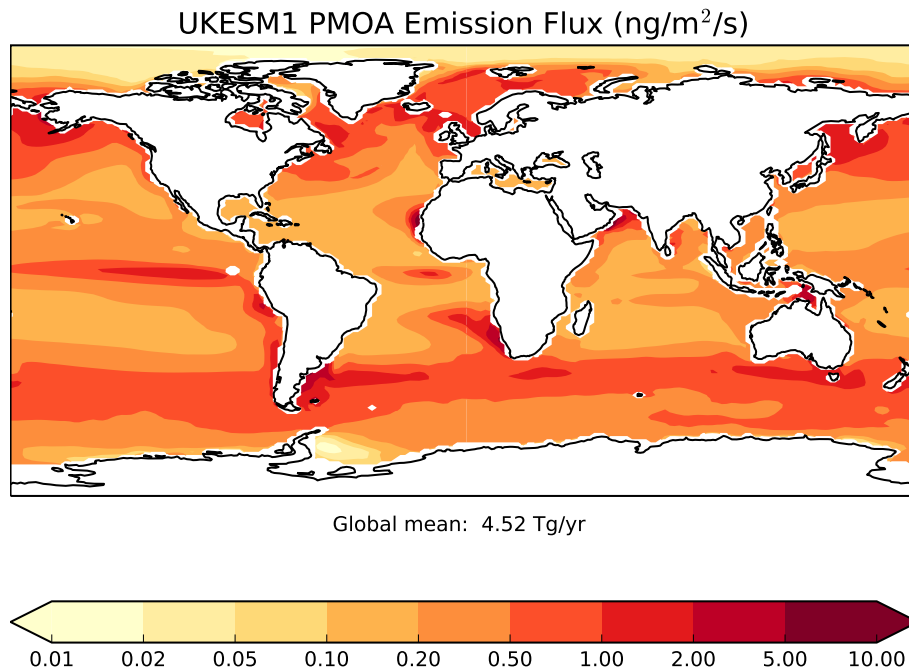 UKESM1 PMOA Emission Flux (ng/m²/s)
Global mean:  4.52 Tg/yr
0.01 0.02 0.05 0.10 0.20 0.50 1.00 2.00 5.00 10.00